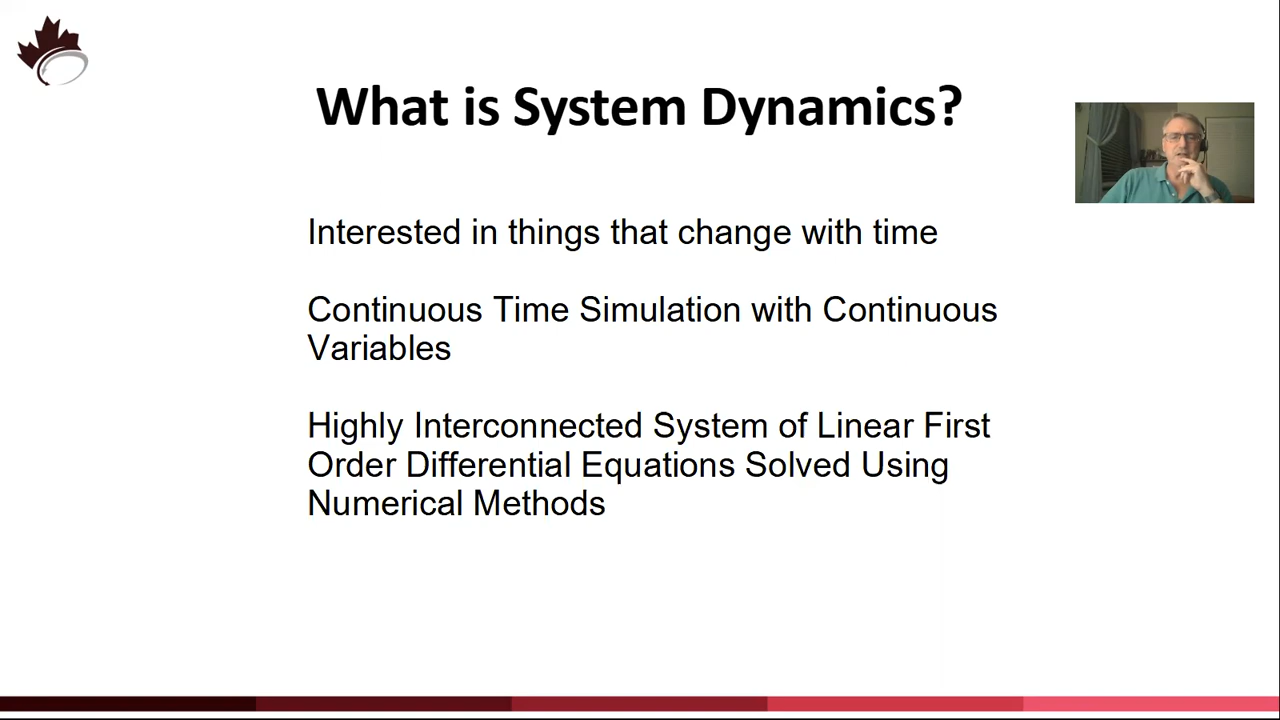 What is System Dynamics?
Interested in things that change with time
Continuous Time Simulation with Continuous
Variables
Highly Interconnected System of Linear First
Order Differential Equations Solved Using
Numerical Methods